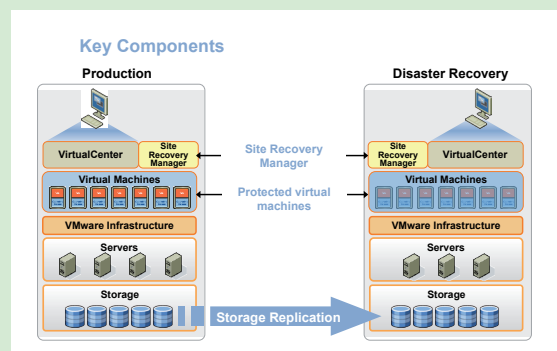 Key Components
Production
Disaster Recovery
VirtualCenter
Site
Recovery
Manager
Site Recovery
Manager
Site
Recovery
Manager
VirtualCenter
Virtual Machines
Protected virtual
machines
Virtual Machines
VMware Infrastructure
VMware Infrastructure
Servers
Servers
Storage
Storage Replication
Storage